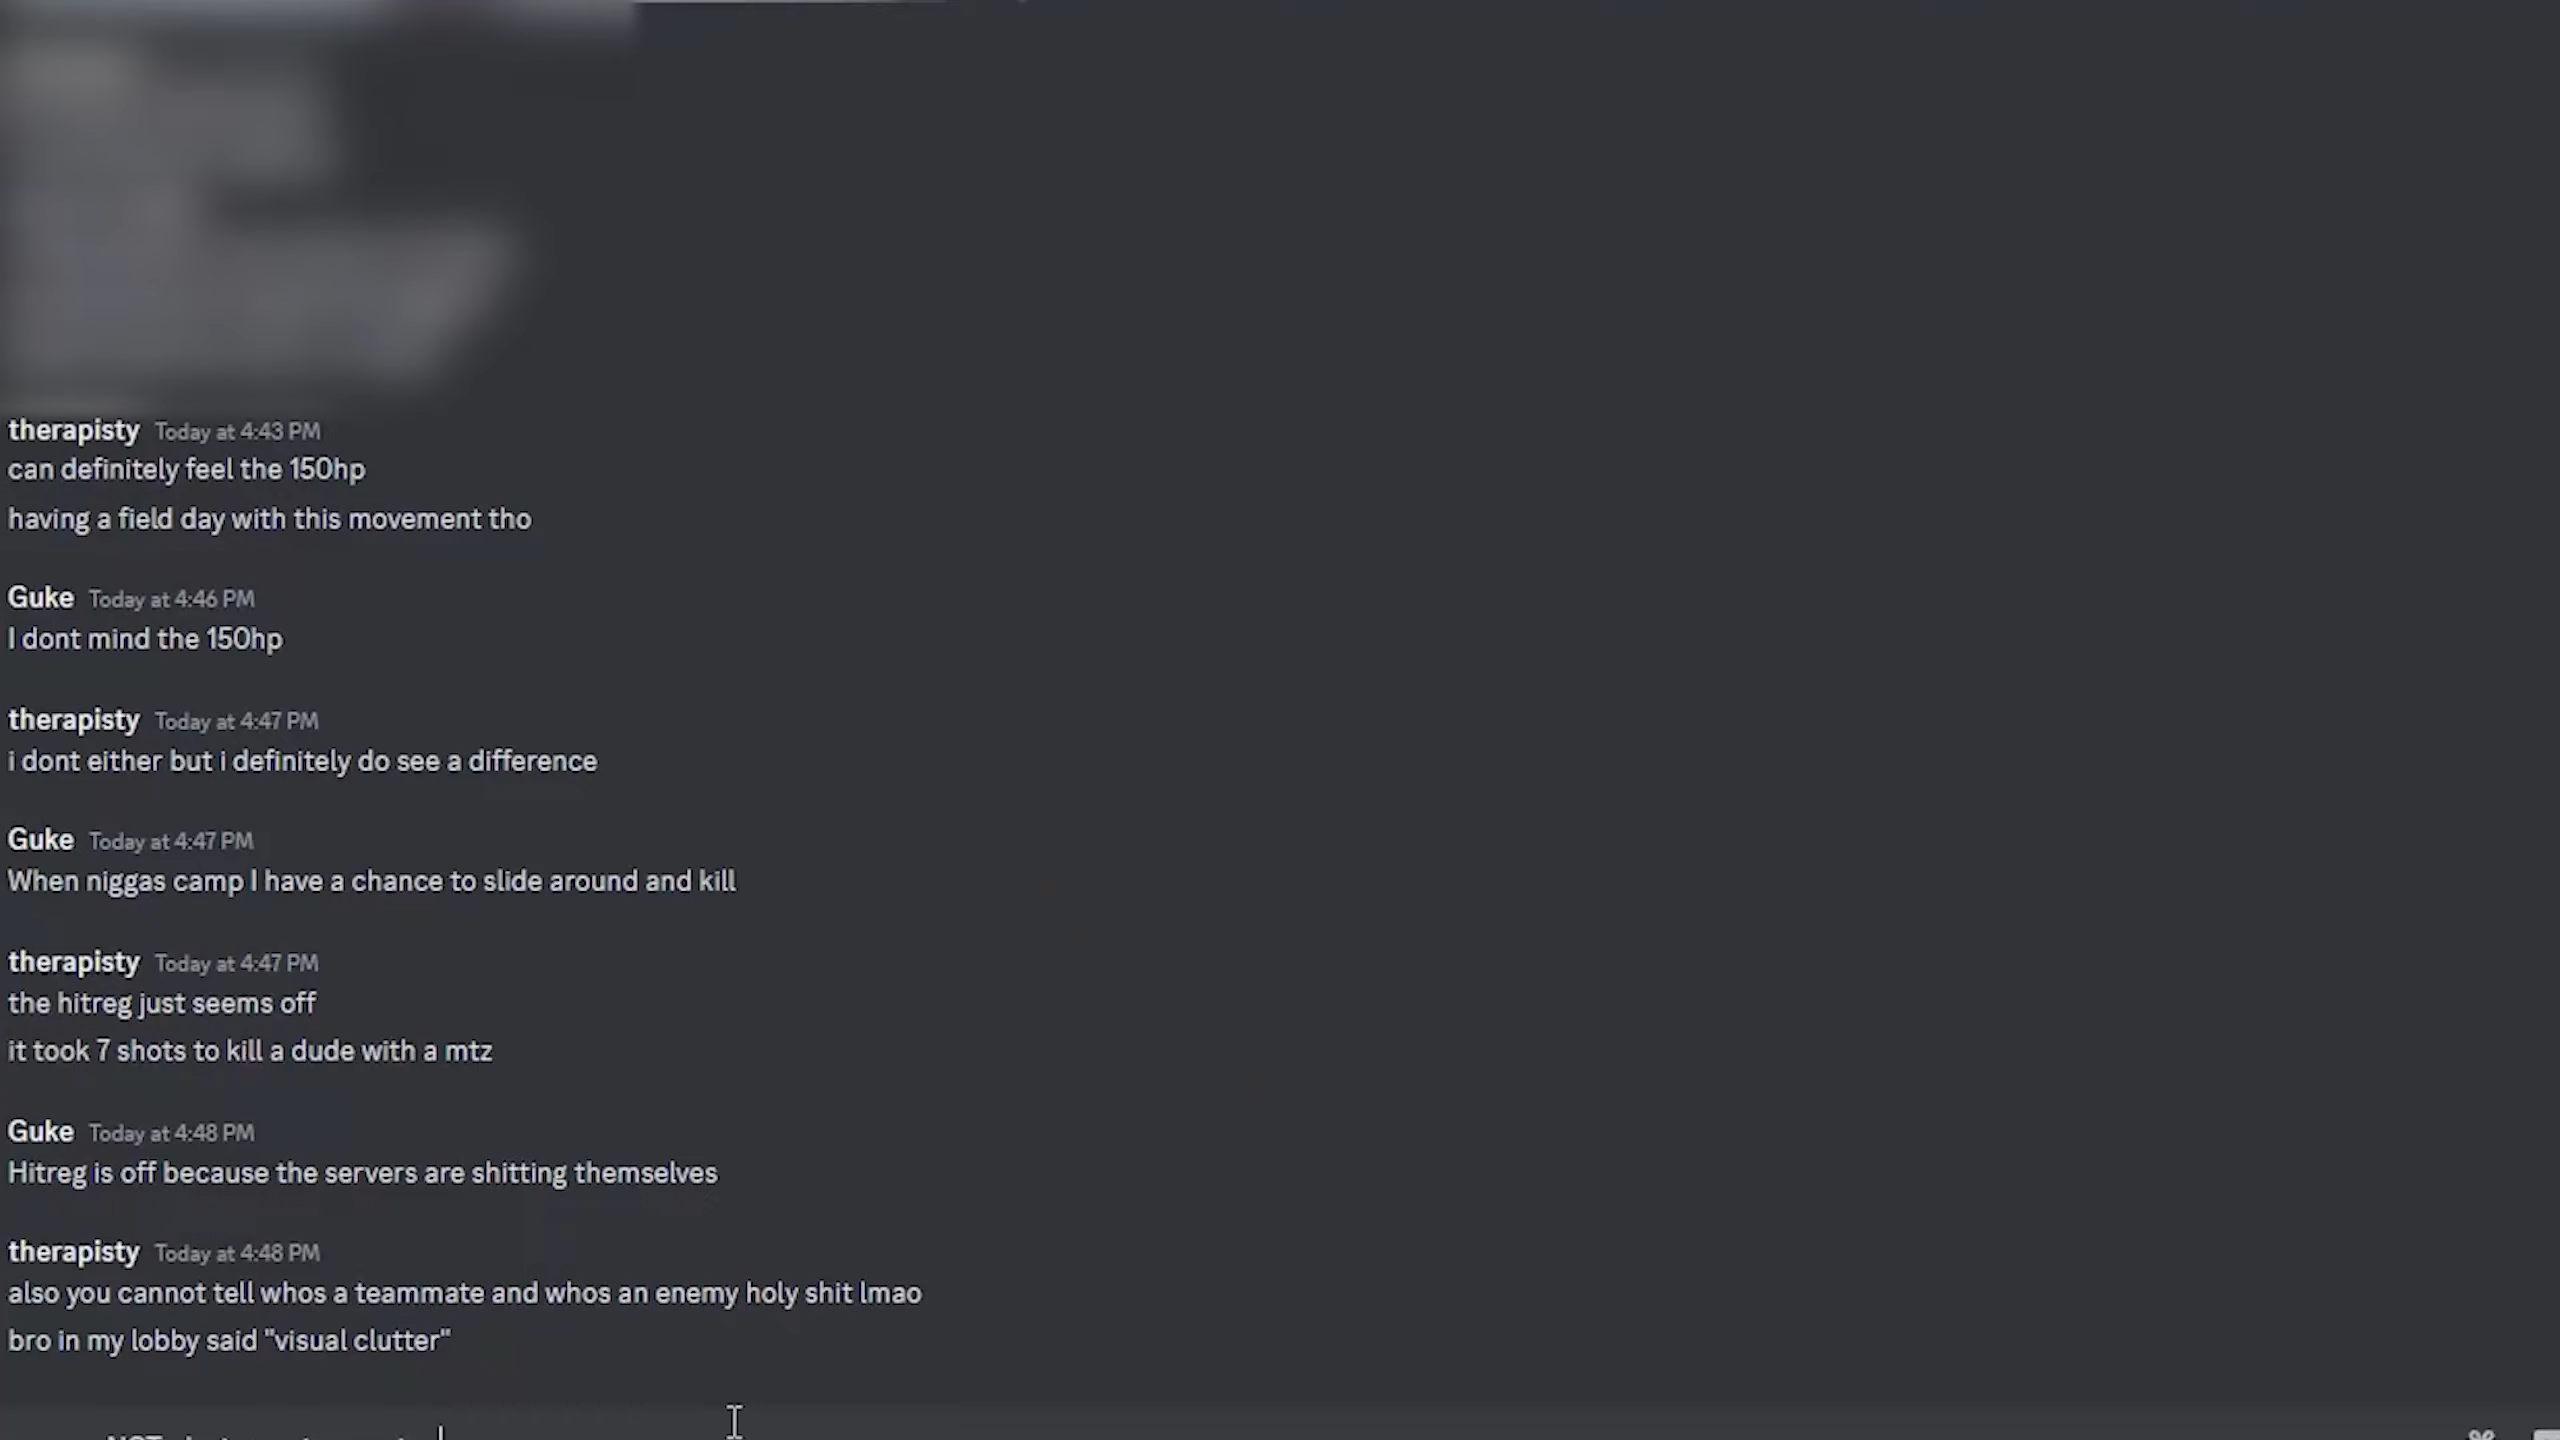 therapisty Today at 4:43 PM
can definitely feel the 150hp
having a field day with this movement tho
Guke Today at 4:46 PM
I dont mind the 150hp
therapisty Today at 4:47 PM
i dont either but i definitely do see a difference
Guke Today at 4:47 PM
When niggas camp I have a chance to slide around and kill
therapisty Today at 4:47 PM
the hitreg just seems off
it took 7 shots to kill a dude with a mtz
Guke Today at 4:48 PM
Hitreg is off because the servers are shitting themselves
therapisty Today at 4:48 PM
also you cannot tell whos a teammate and whos an enemy holy shit lmao
bro in my lobby said "visual clutter"